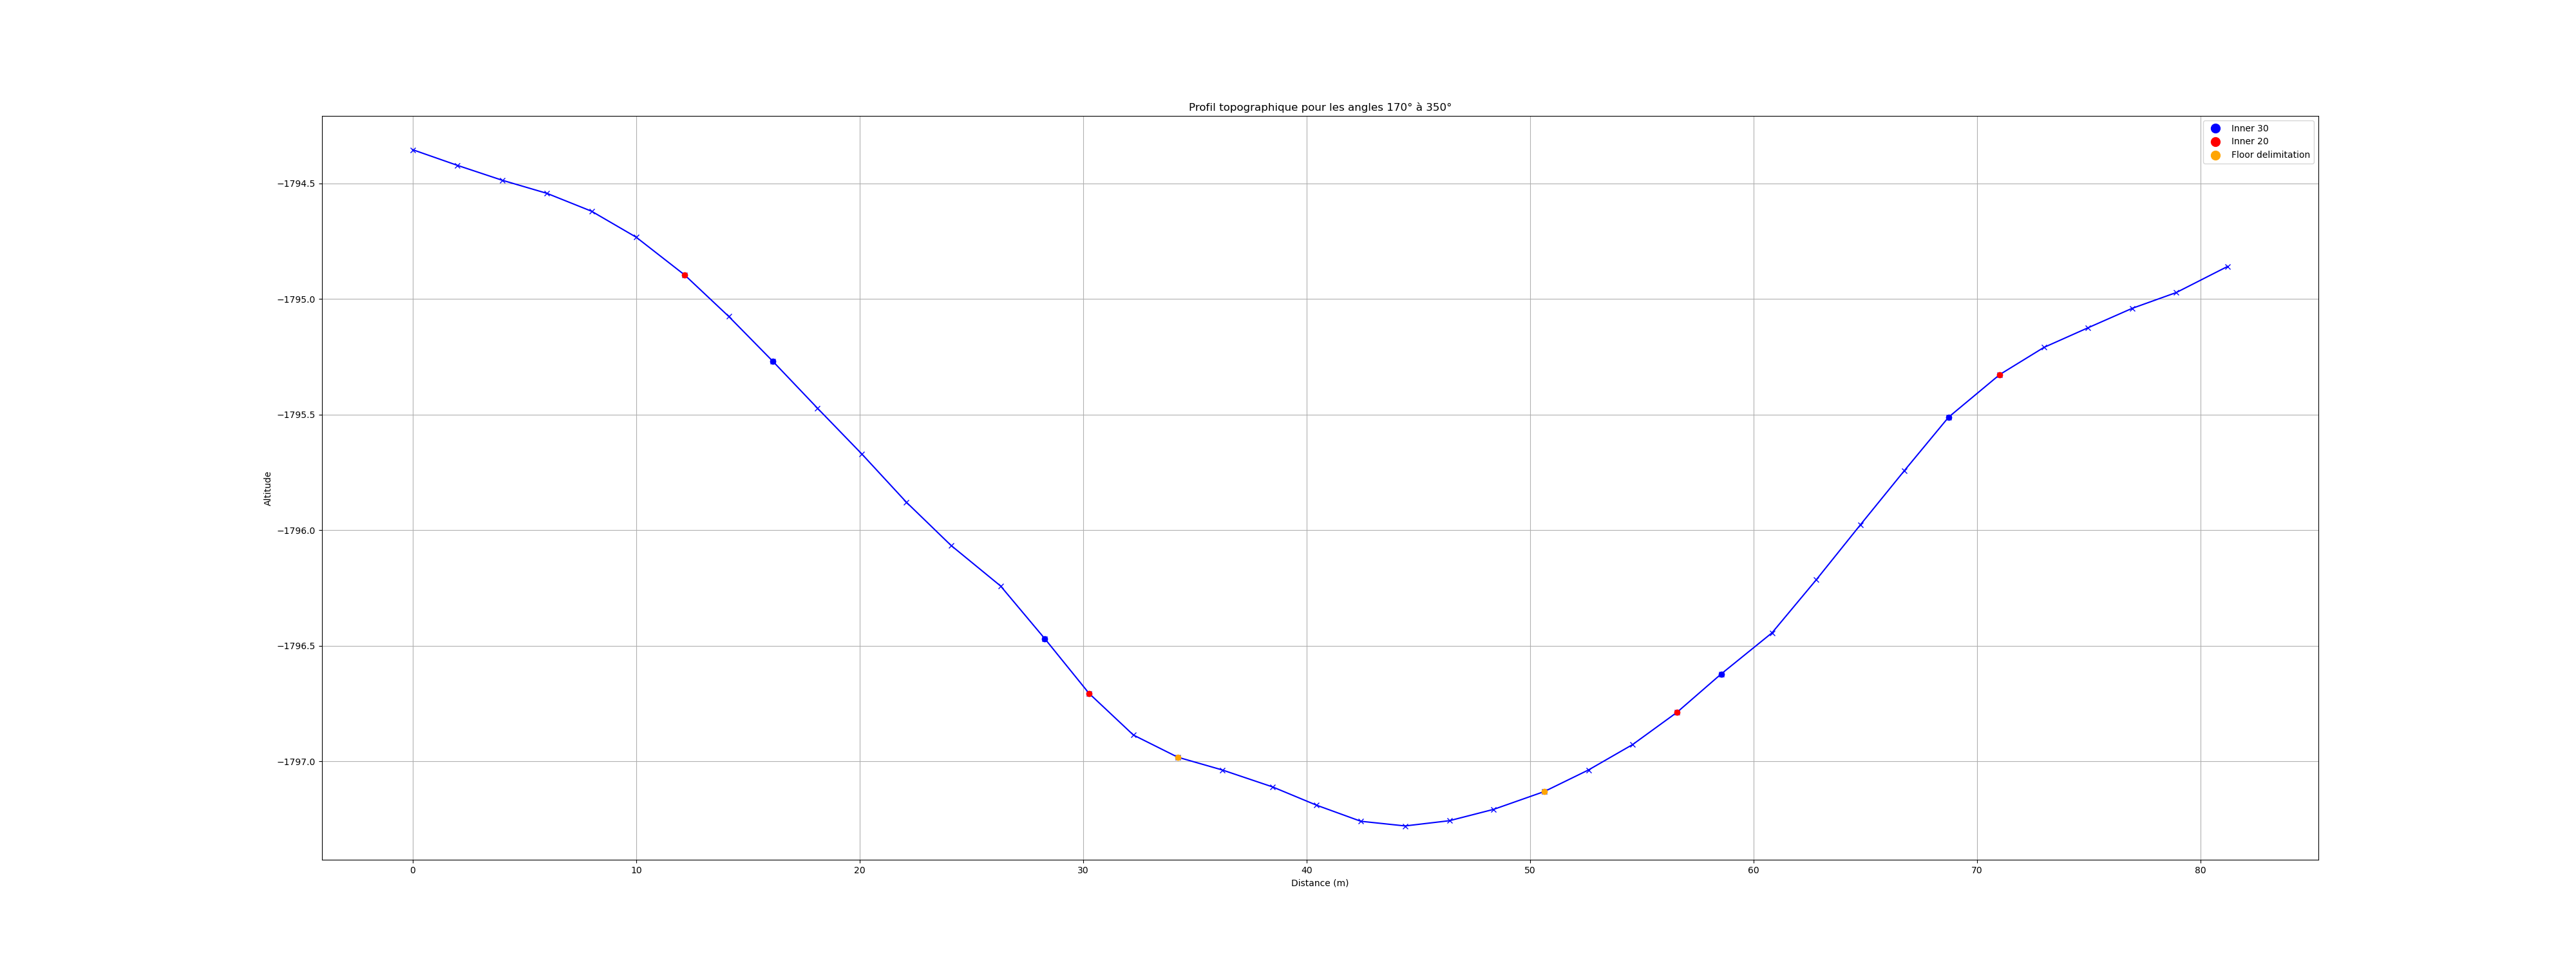 Profil topographique pour les angles 170° à 350°
Inner 30
Inner 20
Floor delimitation
−1794.5
−1795.0
−1795.5
−1796.0
−1796.5
−1797.0
Altitude
0 10 20 30 40 50 60 70 80
Distance (m)